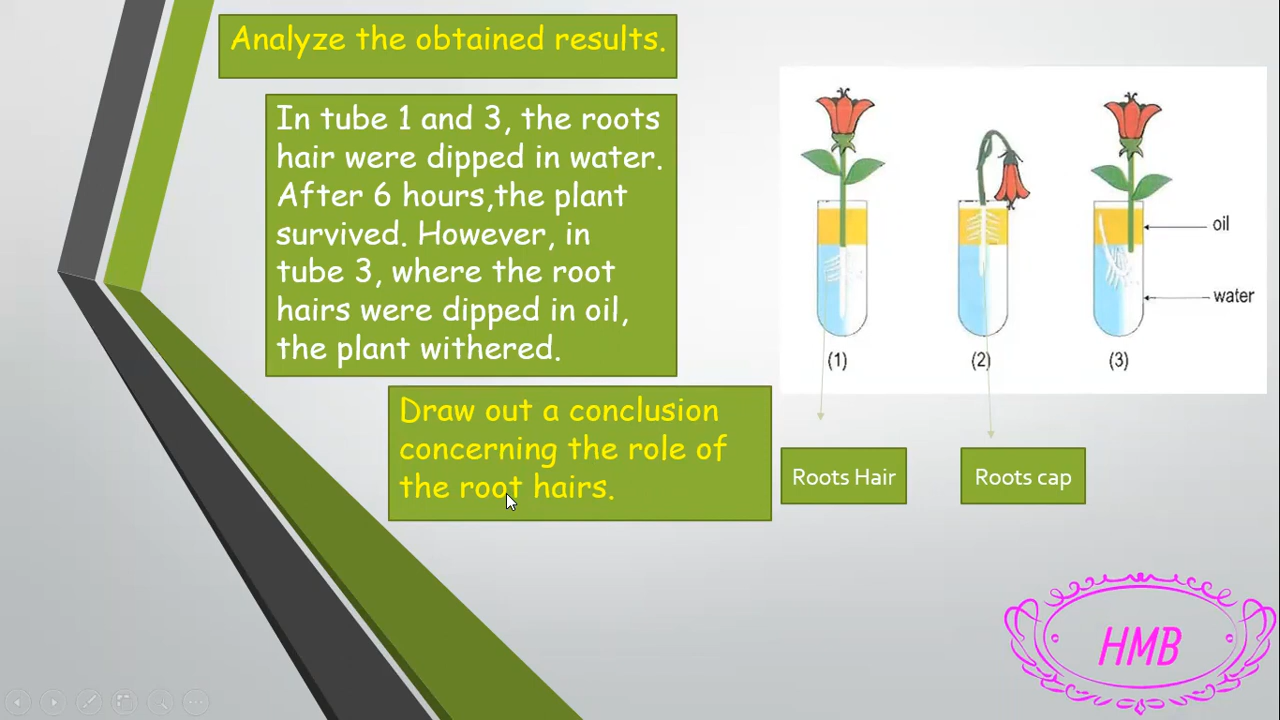 Analyze the obtained results.
In tube 1 and 3, the roots
hair were dipped in water.
After 6 hours,the plant
survived. However, in
tube 3, where the root
hairs were dipped in oil,
the plant withered.
Draw out a conclusion
concerning the role of
the root hairs.
oil
water
(1)
(2)
(3)
Roots Hair
Roots cap
HMB